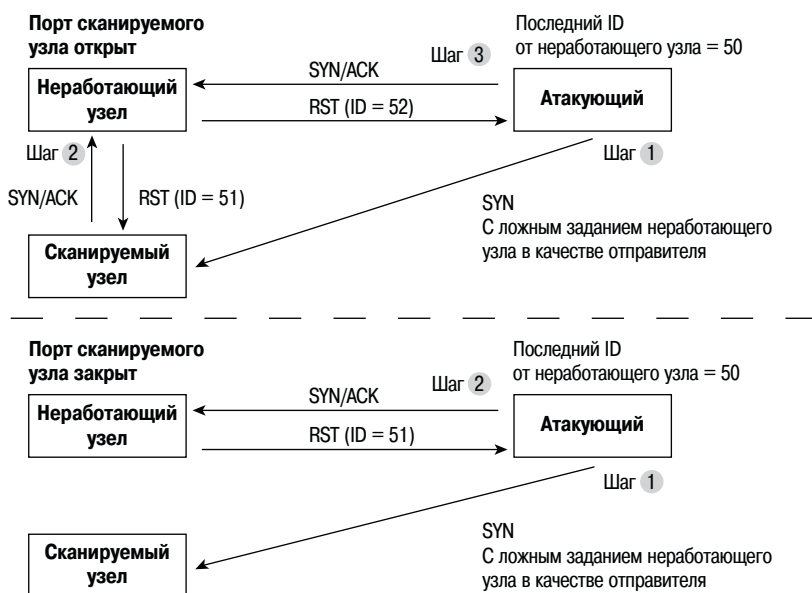 Порт сканируемого
узла открыт
Последний ID
от неработающего узла = 50
Шаг 3
SYN/ACK
Неработающий
узел
Атакующий
RST (ID = 52)
Шаг 2
Шаг 1
SYN/ACK
RST (ID = 51)
SYN
С ложным заданием неработающего
узла в качестве отправителя
Сканируемый
узел
Порт сканируемого
узла закрыт
Последний ID
от неработающего узла = 50
Шаг 2
SYN/ACK
Неработающий
узел
Атакующий
RST (ID = 51)
Шаг 1
SYN
С ложным заданием неработающего
узла в качестве отправителя
Сканируемый
узел